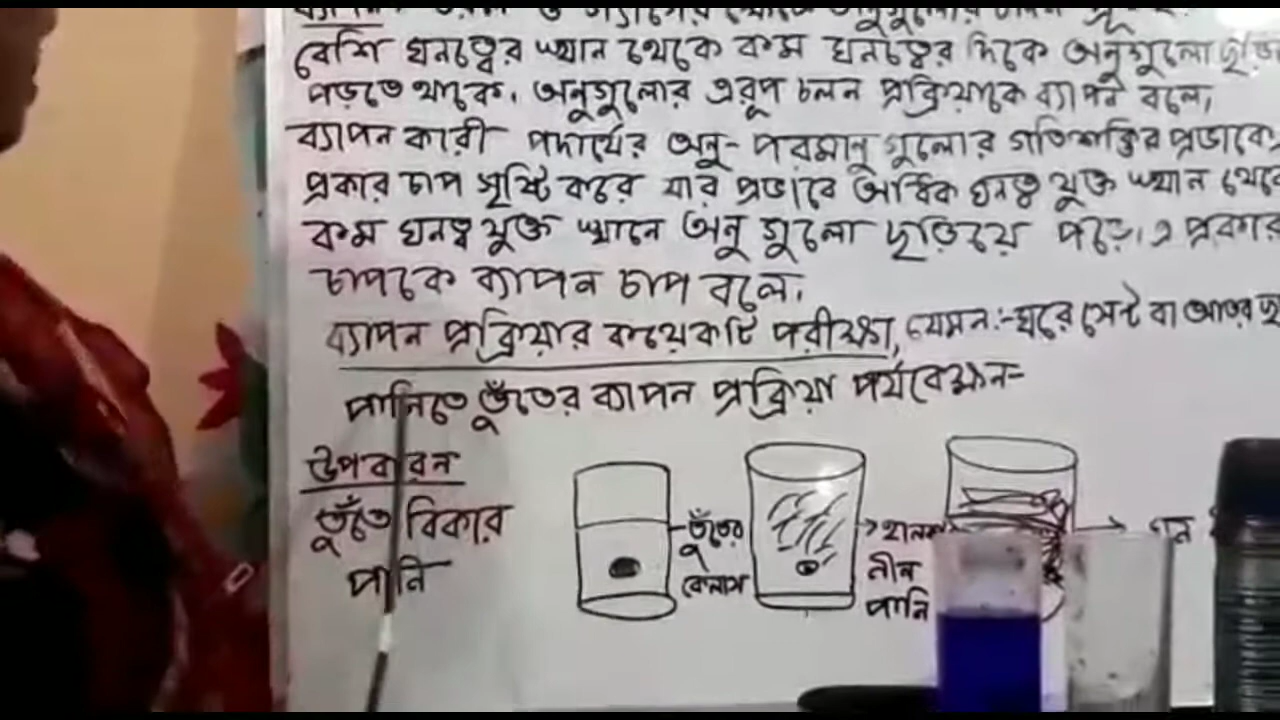 বেশি ঘনত্বের স্থান থেকে কম ঘনত্বের দিকে অনুগুলো
পড়তে থাকে। অনুগুলোর এরূপ চলন প্রক্রিয়াকে ব্যাপন বলে,
ব্যাপন কারী পদার্থের অনু-পরমানু গুলোর গতিশক্তির প্রভাবে
প্রকার চাপ সৃষ্টি করে যার প্রভাবে অধিক ঘনত্ব যুক্ত স্থান থেকে
কম ঘনত্ব যুক্ত স্থানে অনু গুলো ছড়িয়ে পড়ে। এ প্রকার
চাপকে ব্যাপন চাপ বলে।
ব্যাপন প্রক্রিয়ার কয়েকটি পরীক্ষা, যেমন:- ঘরে সেন্ট বা আতর
পানিতে তুঁতের ব্যাপন প্রক্রিয়া পর্যবেক্ষন-
উপকরন
তুঁতে বিকার
পানি
তুঁতের
কেলাস
হালকা
নীল
পানি